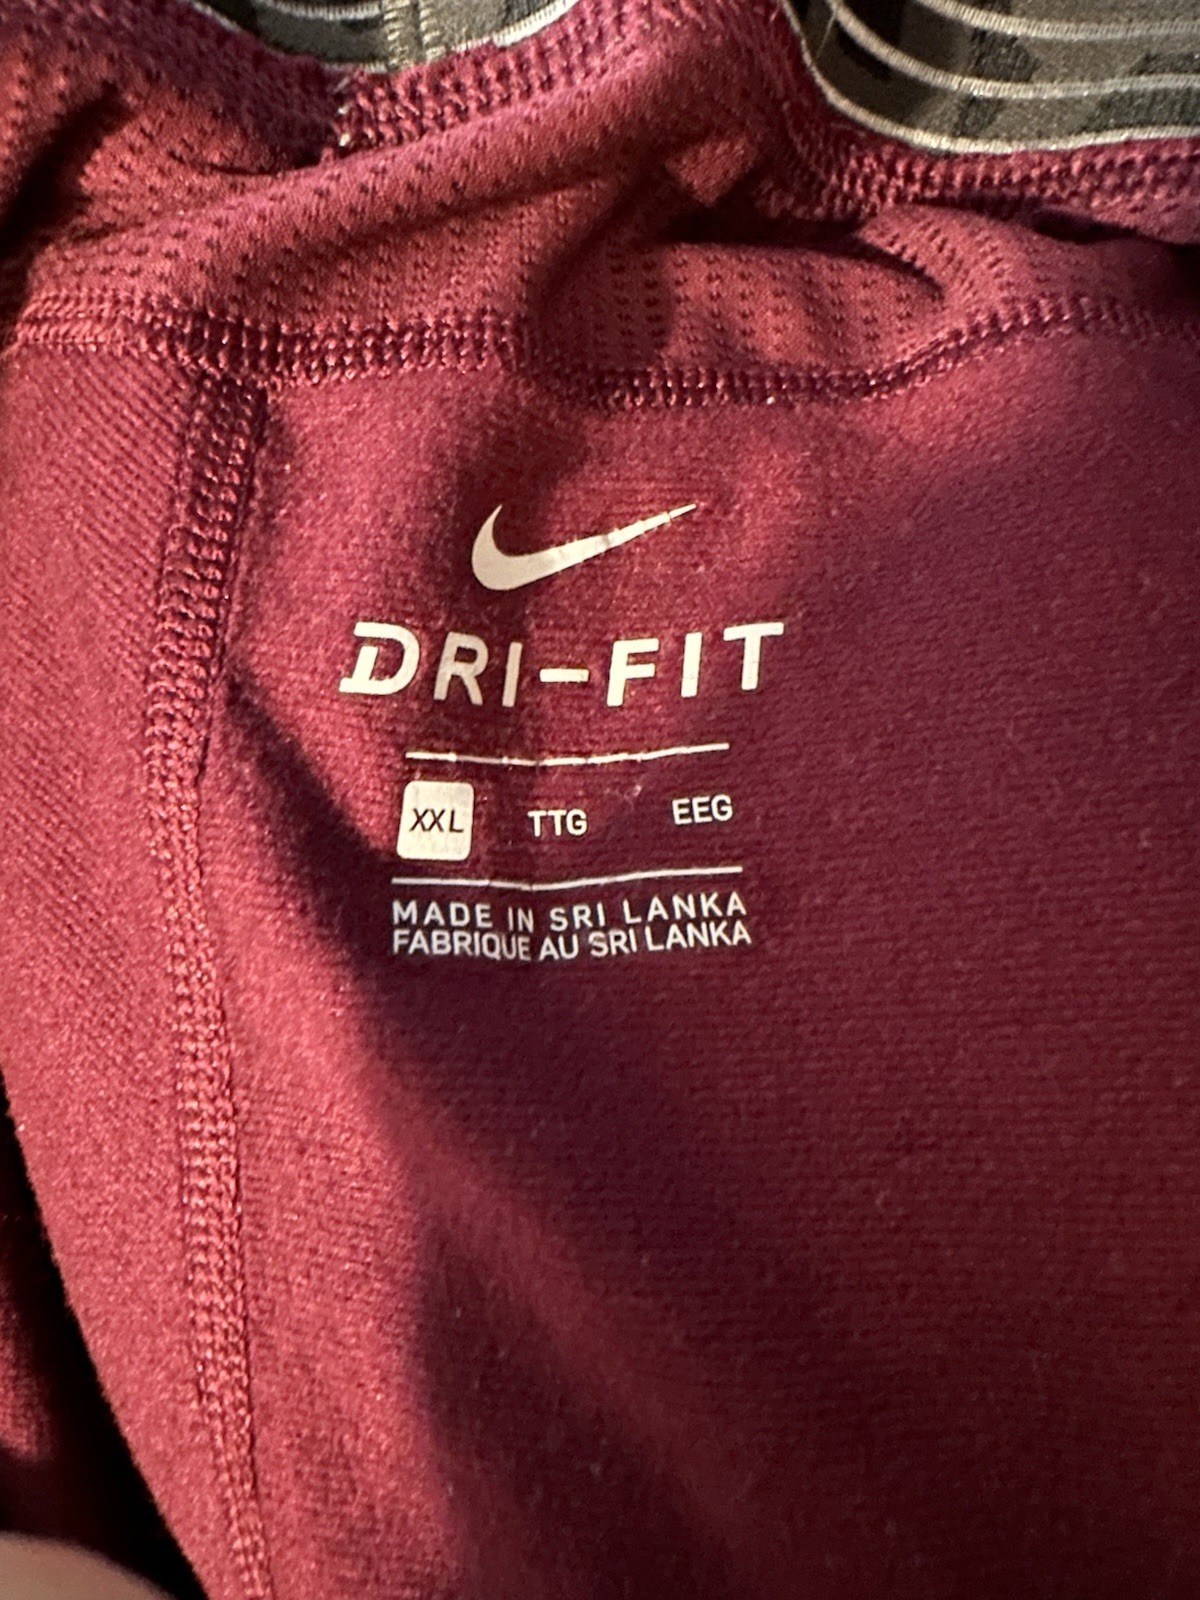 DRI-FIT
XXL TTG EEG
MADE IN SRI LANKA
FABRIQUE AU SRI LANKA